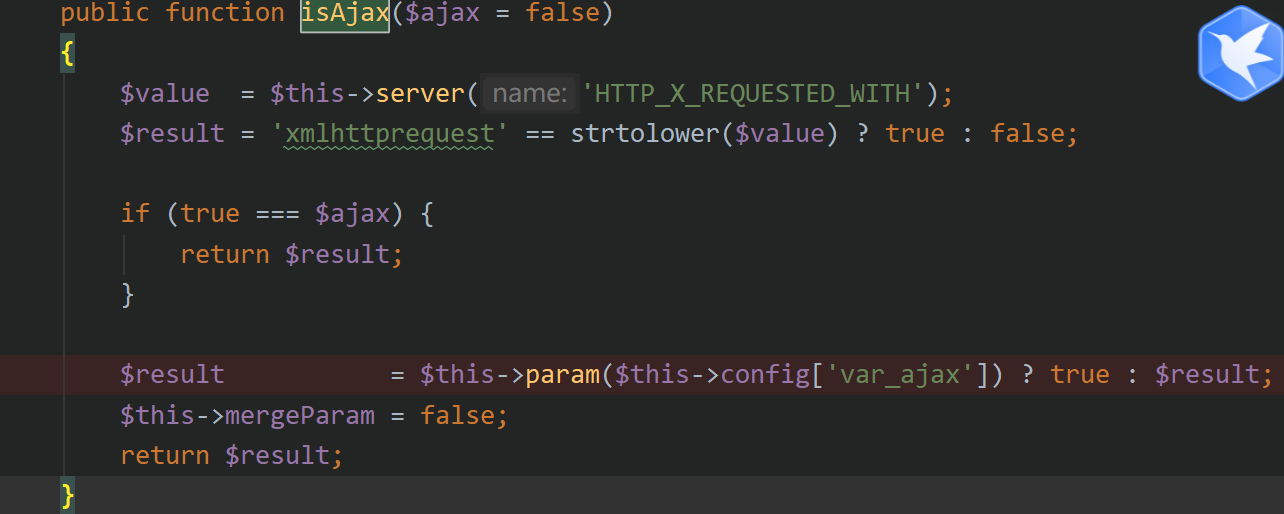 public function isAjax($ajax = false)
{
    $value  = $this->server( name: 'HTTP_X_REQUESTED_WITH');
    $result = 'xmlhttprequest' == strtolower($value) ? true : false;
    if (true === $ajax) {
        return $result;
    }
    $result           = $this->param($this->config['var_ajax']) ? true : $result;
    $this->mergeParam = false;
    return $result;
}